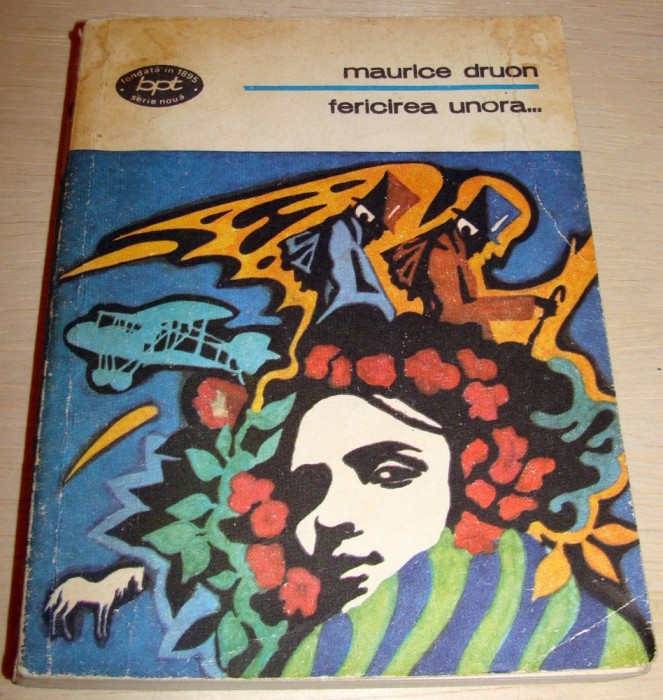 fondată în 1895
bpt
serie nouă
maurice druon
fericirea unora...